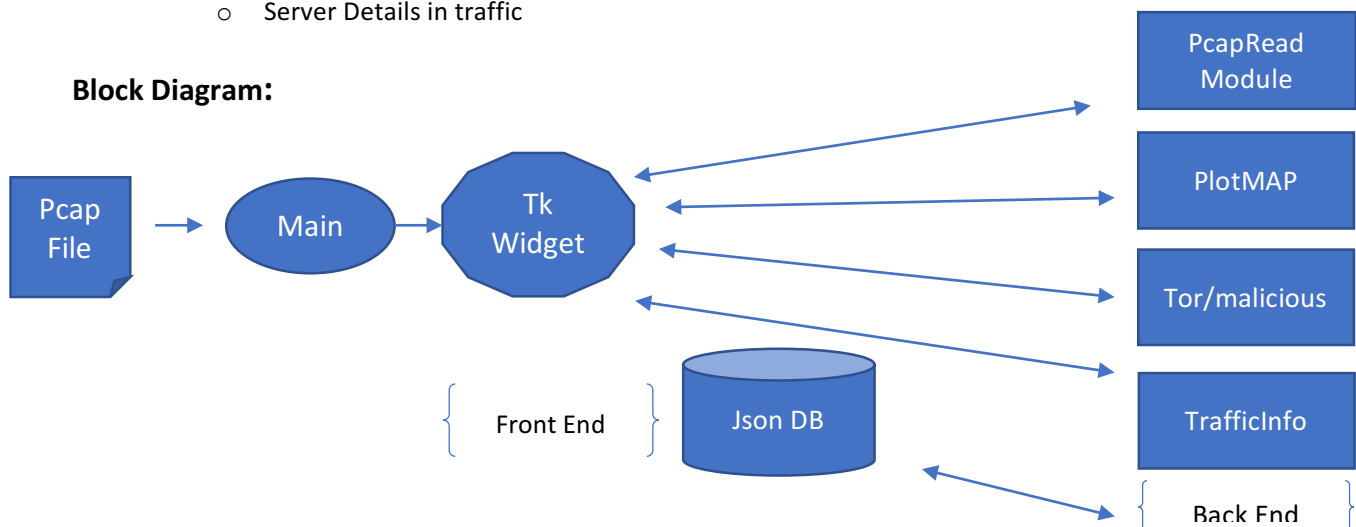 o Server Details in traffic
Block Diagram:
PcapRead
Module
PlotMAP
Pcap
File
Main
Tk
Widget
Tor/malicious
Front End
Json DB
TrafficInfo
Back End